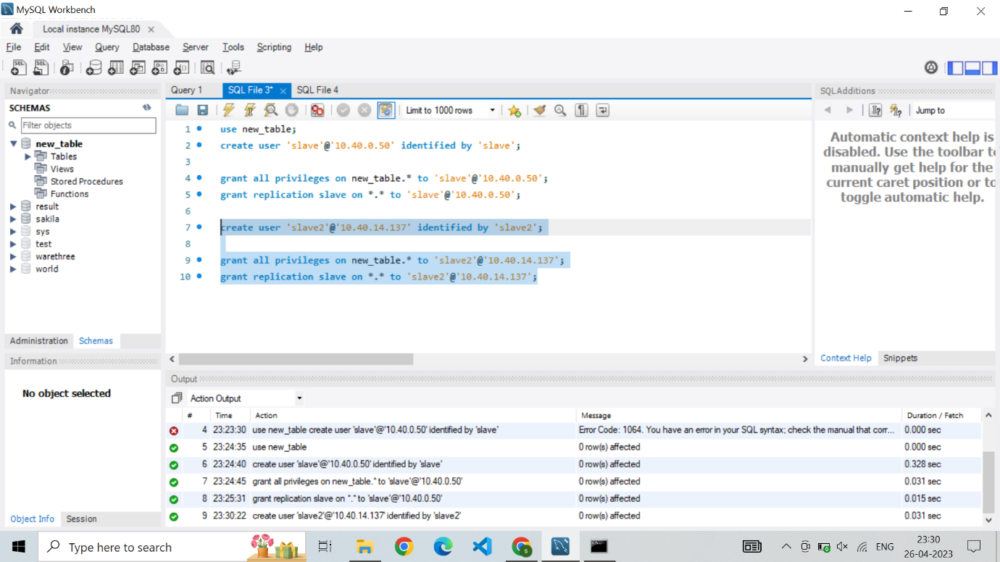 MySQL Workbench
Local instance MySQL80
File Edit View Query Database Server Tools Scripting Help
Navigator
SCHEMAS
Filter objects
new_table
Tables
Views
Stored Procedures
Functions
result
sakila
sys
test
warethree
world
Administration Schemas
Information
No object selected
Object Info Session
Query 1 SQL File 3* SQL File 4
Limit to 1000 rows
1 use new_table;
2 create user 'slave'@'10.40.0.50' identified by 'slave';
3
4 grant all privileges on new_table.* to 'slave'@'10.40.0.50';
5 grant replication slave on *.* to 'slave'@'10.40.0.50';
6
7 create user 'slave2'@'10.40.14.137' identified by 'slave2';
8
9 grant all privileges on new_table.* to 'slave2'@'10.40.14.137';
10 grant replication slave on *.* to 'slave2'@'10.40.14.137';
SQLAdditions
Jump to
Automatic context help is
disabled. Use the toolbar to
manually get help for the
current caret position or to
toggle automatic help.
Context Help Snippets
Output
Action Output
# Time Action Message Duration / Fetch
4 23:23:30 use new_table create user 'slave'@'10.40.0.50' identified by 'slave' Error Code: 1064. You have an error in your SQL syntax; check the manual that corr... 0.000 sec
5 23:24:35 use new_table 0 row(s) affected 0.000 sec
6 23:24:40 create user 'slave'@'10.40.0.50' identified by 'slave' 0 row(s) affected 0.328 sec
7 23:24:45 grant all privileges on new_table.* to 'slave'@'10.40.0.50' 0 row(s) affected 0.031 sec
8 23:25:31 grant replication slave on *.* to 'slave'@'10.40.0.50' 0 row(s) affected 0.015 sec
9 23:30:22 create user 'slave2'@'10.40.14.137' identified by 'slave2' 0 row(s) affected 0.031 sec
Type here to search
ENG
23:30
26-04-2023